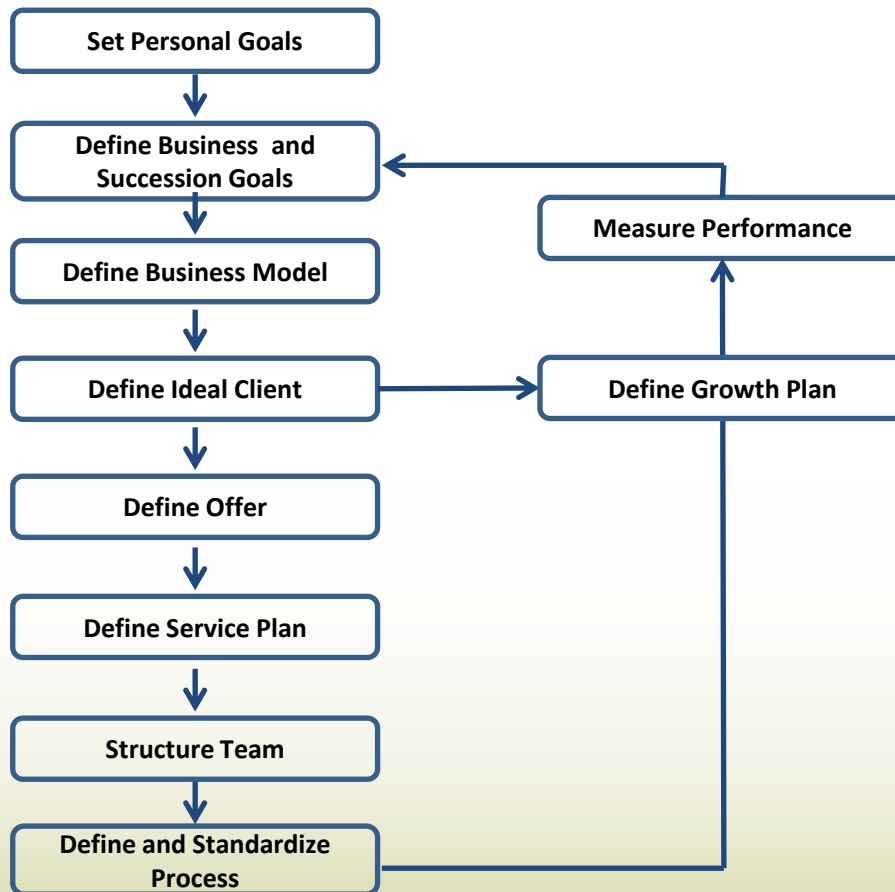 Set Personal Goals
Define Business and
Succession Goals
Measure Performance
Define Business Model
Define Ideal Client
Define Growth Plan
Define Offer
Define Service Plan
Structure Team
Define and Standardize
Process